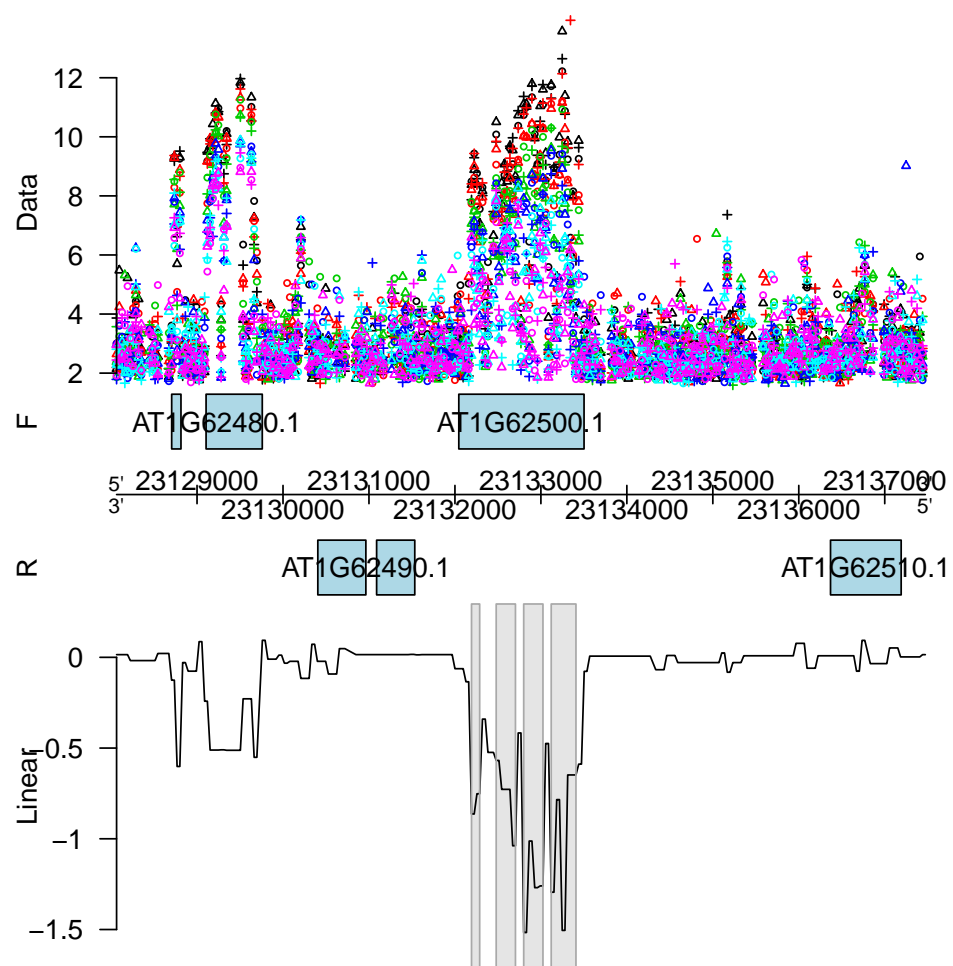 12
10
8
6
4
2
Data
F
AT1G62480.1 AT1G62500.1
5' 23129000 23131000 23133000 23135000 23137000
3' 23130000 23132000 23134000 23136000 5'
R
AT1G62490.1 AT1G62510.1
0
−0.5
−1
−1.5
Linear